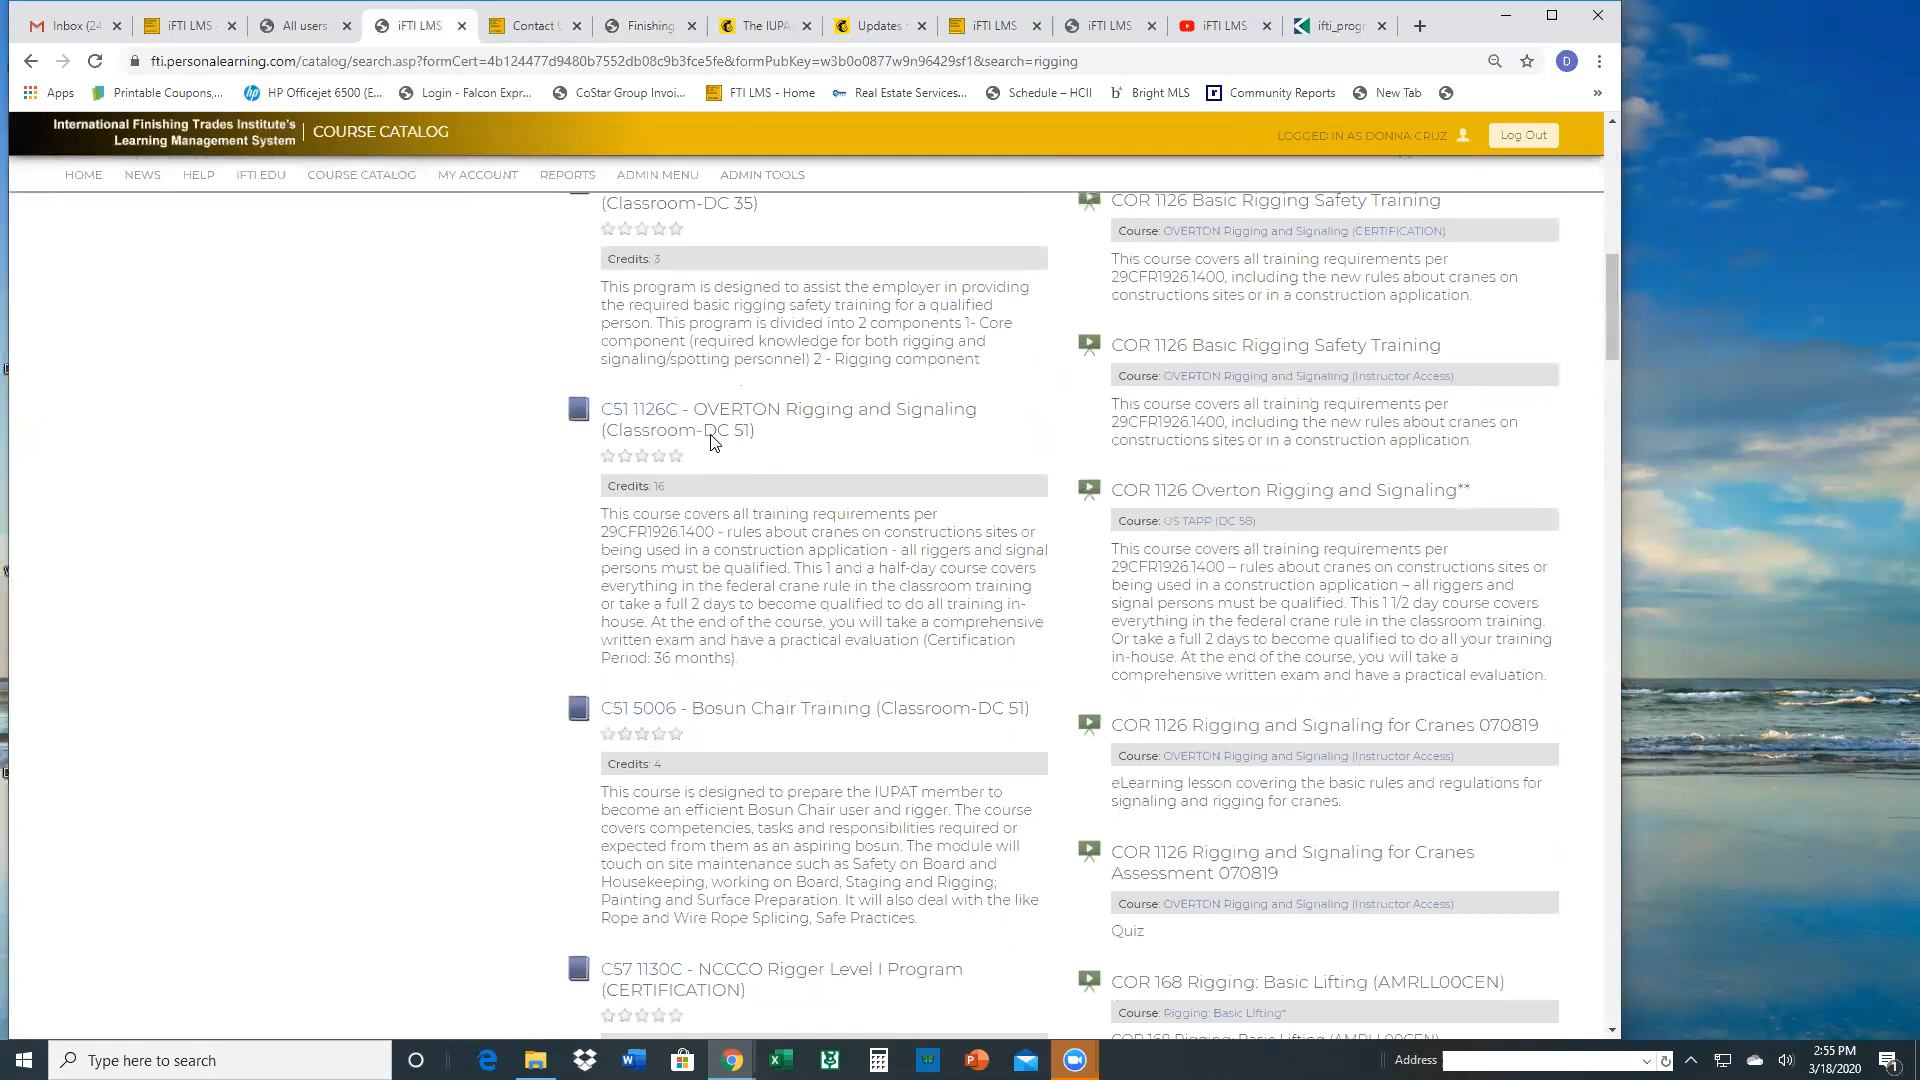 Inbox (24
iFTI LMS -
All users
iFTI LMS
Contact U
Finishing
The IUPA
Updates
iFTI LMS -
iFTI LMS
iFTI LMS
ifti_prog
fti.personalearning.com/catalog/search.asp?formCert=4b124477d9480b7552db08c9b3fce5fe&formPubKey=w3b0o0877w9n96429sf1&search=rigging
D
Apps
Printable Coupons,...
HP Officejet 6500 (E...
Login - Falcon Expr...
CoStar Group Invoi...
FTI LMS - Home
Real Estate Services...
Schedule – HCII
Bright MLS
Community Reports
New Tab
»
International Finishing Trades Institute's
Learning Management System
COURSE CATALOG
LOGGED IN AS DONNA CRUZ
Log Out
HOME
NEWS
HELP
IFTI.EDU
COURSE CATALOG
MY ACCOUNT
REPORTS
ADMIN MENU
ADMIN TOOLS
(Classroom-DC 35)
Credits: 3
This program is designed to assist the employer in providing
the required basic rigging safety training for a qualified
person. This program is divided into 2 components 1- Core
component (required knowledge for both rigging and
signaling/spotting personnel) 2 - Rigging component
C51 1126C - OVERTON Rigging and Signaling
(Classroom-DC 51)
Credits: 16
This course covers all training requirements per
29CFR1926.1400 - rules about cranes on constructions sites or
being used in a construction application - all riggers and signal
persons must be qualified. This 1 and a half-day course covers
everything in the federal crane rule in the classroom training
or take a full 2 days to become qualified to do all training in-
house. At the end of the course, you will take a comprehensive
written exam and have a practical evaluation (Certification
Period: 36 months).
C51 5006 - Bosun Chair Training (Classroom-DC 51)
Credits: 4
This course is designed to prepare the IUPAT member to
become an efficient Bosun Chair user and rigger. The course
covers competencies, tasks and responsibilities required or
expected from them as an aspiring bosun. The module will
touch on site maintenance such as Safety on Board and
Housekeeping, working on Board, Staging and Rigging;
Painting and Surface Preparation. It will also deal with the like
Rope and Wire Rope Splicing, Safe Practices.
C57 1130C - NCCCO Rigger Level I Program
(CERTIFICATION)
COR 1126 Basic Rigging Safety Training
Course: OVERTON Rigging and Signaling (CERTIFICATION)
This course covers all training requirements per
29CFR1926.1400, including the new rules about cranes on
constructions sites or in a construction application.
COR 1126 Basic Rigging Safety Training
Course: OVERTON Rigging and Signaling (Instructor Access)
This course covers all training requirements per
29CFR1926.1400, including the new rules about cranes on
constructions sites or in a construction application.
COR 1126 Overton Rigging and Signaling**
Course: US TAPP (DC 58)
This course covers all training requirements per
29CFR1926.1400 – rules about cranes on constructions sites or
being used in a construction application – all riggers and
signal persons must be qualified. This 1 1/2 day course covers
everything in the federal crane rule in the classroom training.
Or take a full 2 days to become qualified to do all your training
in-house. At the end of the course, you will take a
comprehensive written exam and have a practical evaluation.
COR 1126 Rigging and Signaling for Cranes 070819
Course: OVERTON Rigging and Signaling (Instructor Access)
eLearning lesson covering the basic rules and regulations for
signaling and rigging for cranes.
COR 1126 Rigging and Signaling for Cranes
Assessment 070819
Course: OVERTON Rigging and Signaling (Instructor Access)
Quiz
COR 168 Rigging: Basic Lifting (AMRLL00CEN)
Course: Rigging: Basic Lifting*
COR 168 Rigging: Basic Lifting (AMRLL00CEN)
Type here to search
Address
2:55 PM
3/18/2020
1